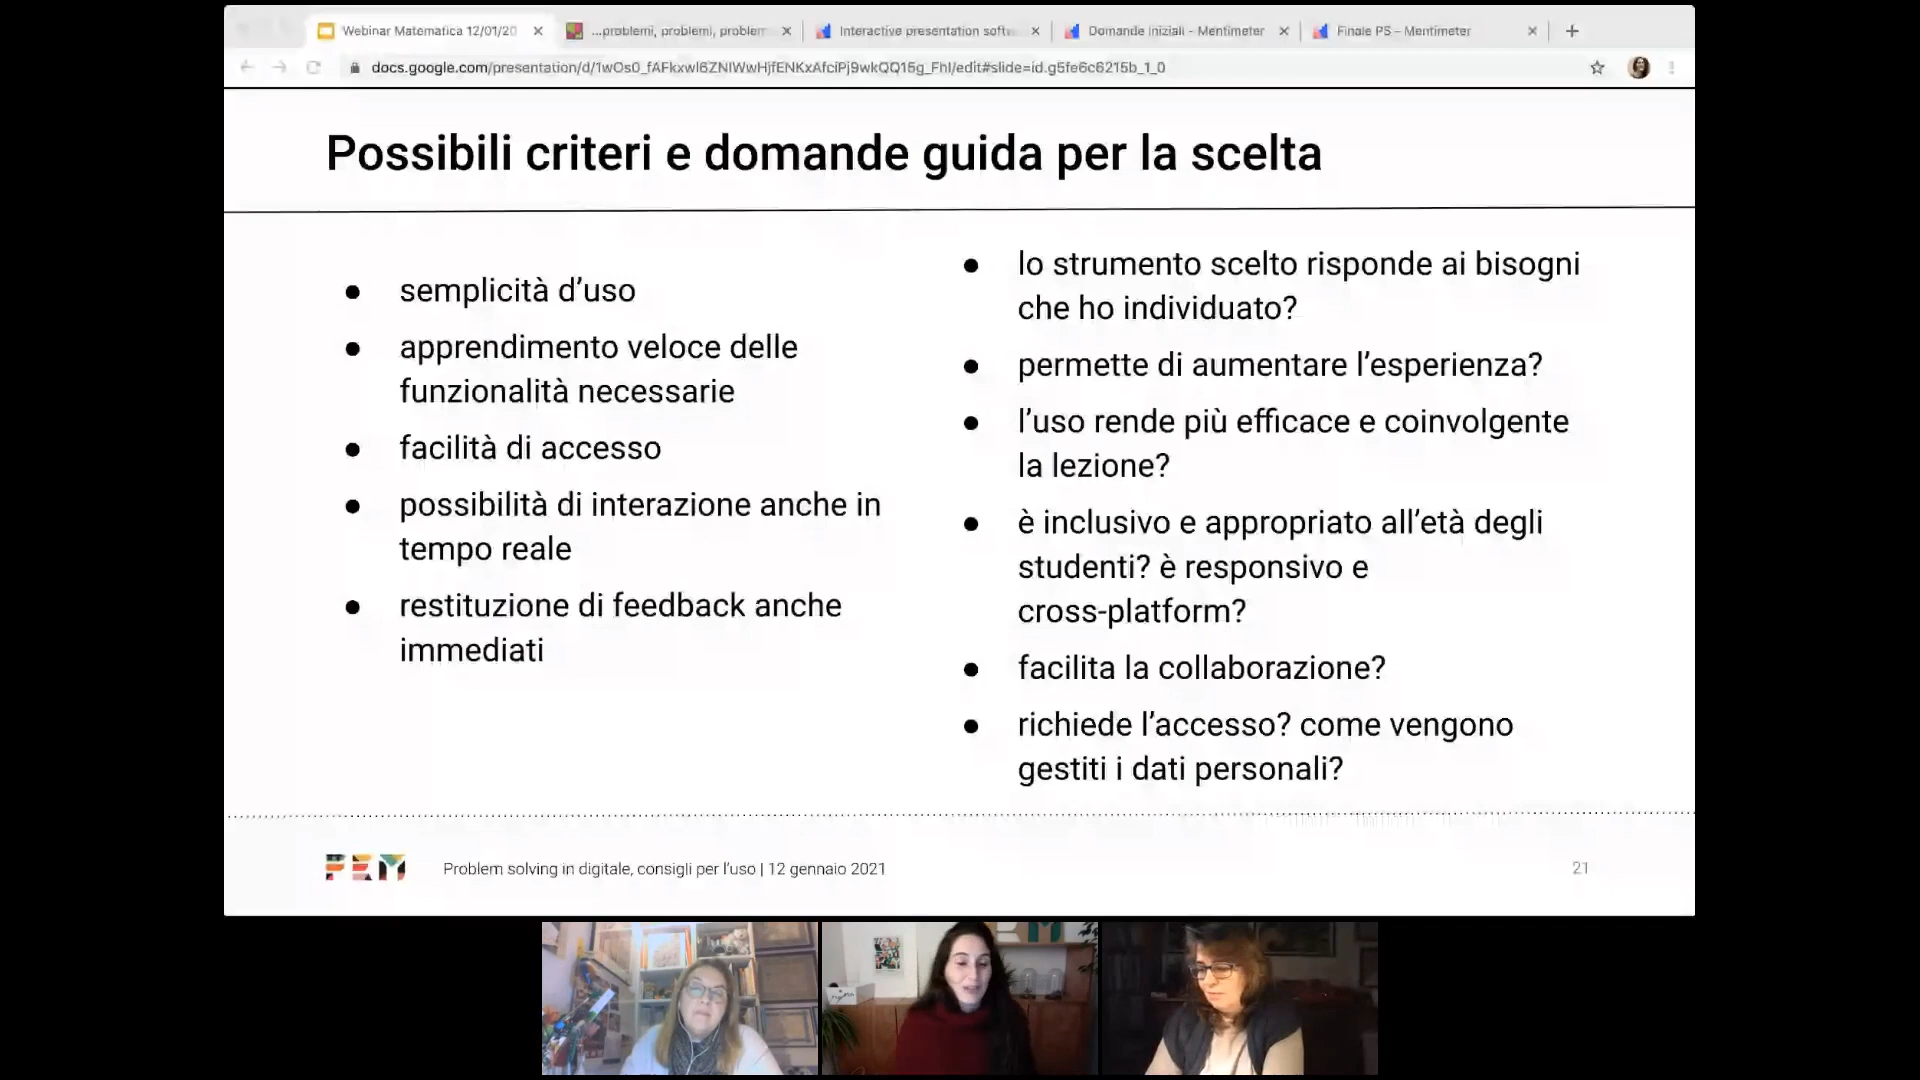 Webinar Matematica 12/01/20
...problemi, problemi, problem
Interactive presentation softw
Domande Iniziali - Mentimeter
Finale PS – Mentimeter
docs.google.com/presentation/d/1wOs0_fAFkxwl6ZNIWwHjfENKxAfciPj9wkQQ15g_FhI/edit#slide=id.g5fe6c6215b_1_0
Possibili criteri e domande guida per la scelta
● semplicità d’uso
● apprendimento veloce delle
funzionalità necessarie
● facilità di accesso
● possibilità di interazione anche in
tempo reale
● restituzione di feedback anche
immediati
● lo strumento scelto risponde ai bisogni
che ho individuato?
● permette di aumentare l’esperienza?
● l’uso rende più efficace e coinvolgente
la lezione?
● è inclusivo e appropriato all’età degli
studenti? è responsivo e
cross-platform?
● facilita la collaborazione?
● richiede l’accesso? come vengono
gestiti i dati personali?
FEM
Problem solving in digitale, consigli per l’uso | 12 gennaio 2021
21